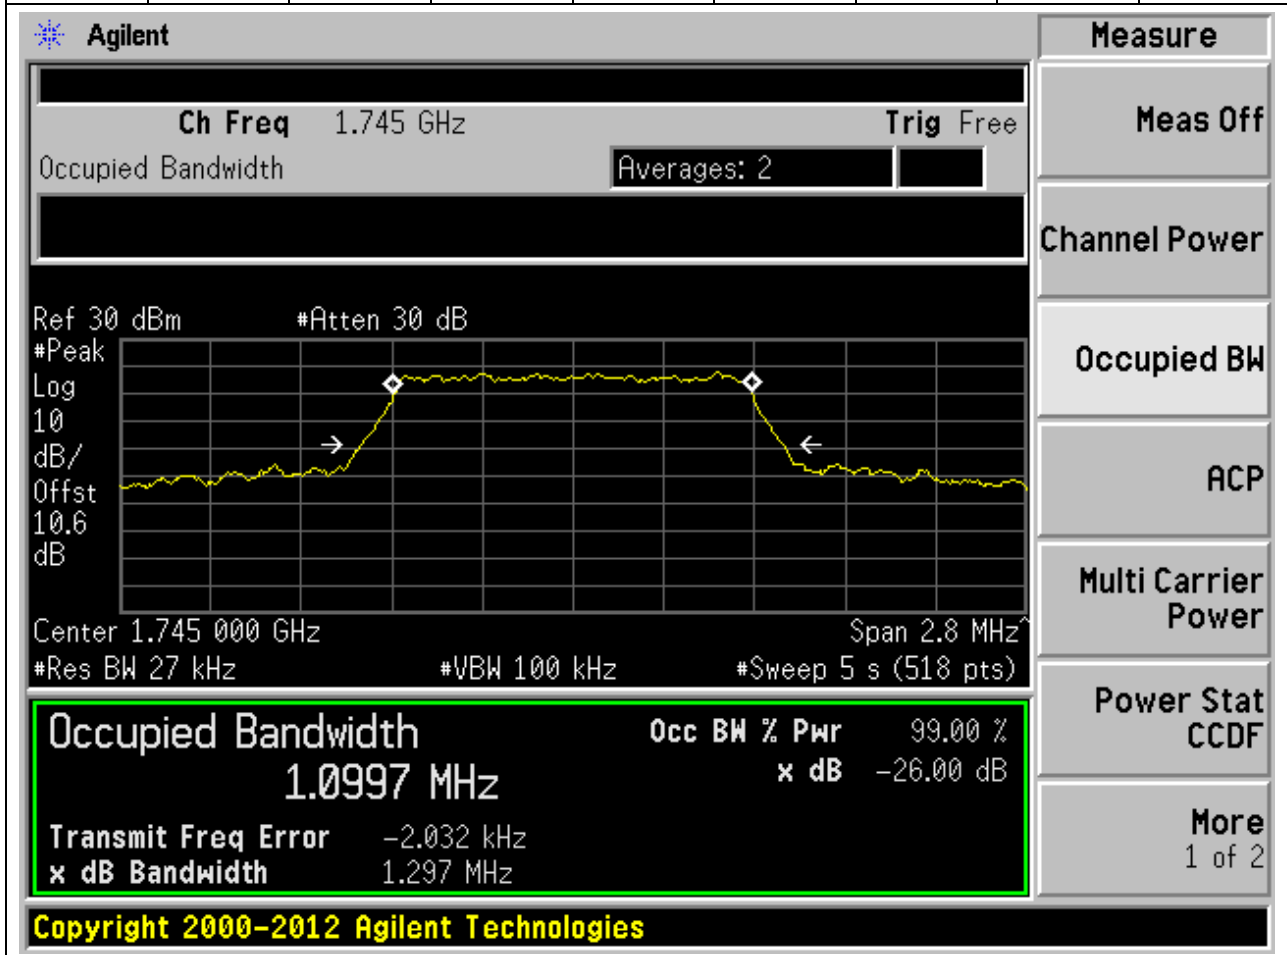 Agilent
Measure
Ch Freq 1.745 GHz Trig Free
Meas Off
Occupied Bandwidth Averages: 2
Channel Power
Ref 30 dBm #Atten 30 dB
#Peak
Log
10
dB/
Offst
10.6
dB
Occupied BW
ACP
Center 1.745 000 GHz Span 2.8 MHz^
#Res BW 27 kHz #VBW 100 kHz #Sweep 5 s (518 pts)
Multi Carrier
Power
Occupied Bandwidth Occ BW % Pwr 99.00 %
1.0997 MHz x dB -26.00 dB
Power Stat
CCDF
Transmit Freq Error -2.032 kHz
x dB Bandwidth 1.297 MHz
More
1 of 2
Copyright 2000-2012 Agilent Technologies